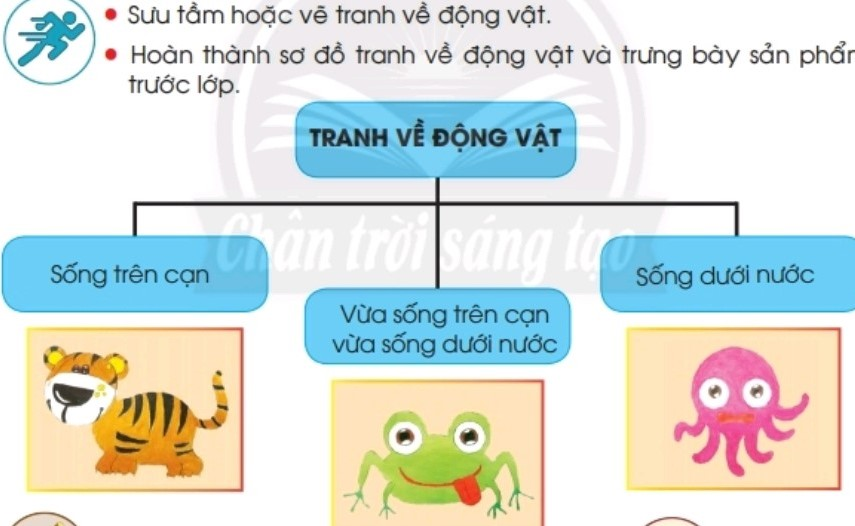 • Sưu tầm hoặc vẽ tranh về động vật.
• Hoàn thành sơ đồ tranh về động vật và trưng bày sản
trước lớp.
TRANH VỀ ĐỘNG VẬT
Chân trời sáng tạo
Sống trên cạn
Sống dưới nước
Vừa sống trên cạn
vừa sống dưới nước